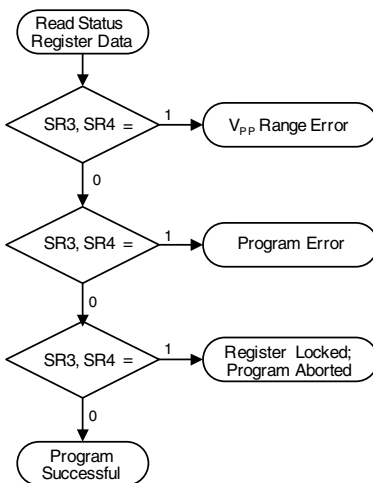 Read Status
Register Data
SR3, SR4 =
1
V_PP Range Error
0
SR3, SR4 =
1
Program Error
0
SR3, SR4 =
1
Register Locked;
Program Aborted
0
Program
Successful